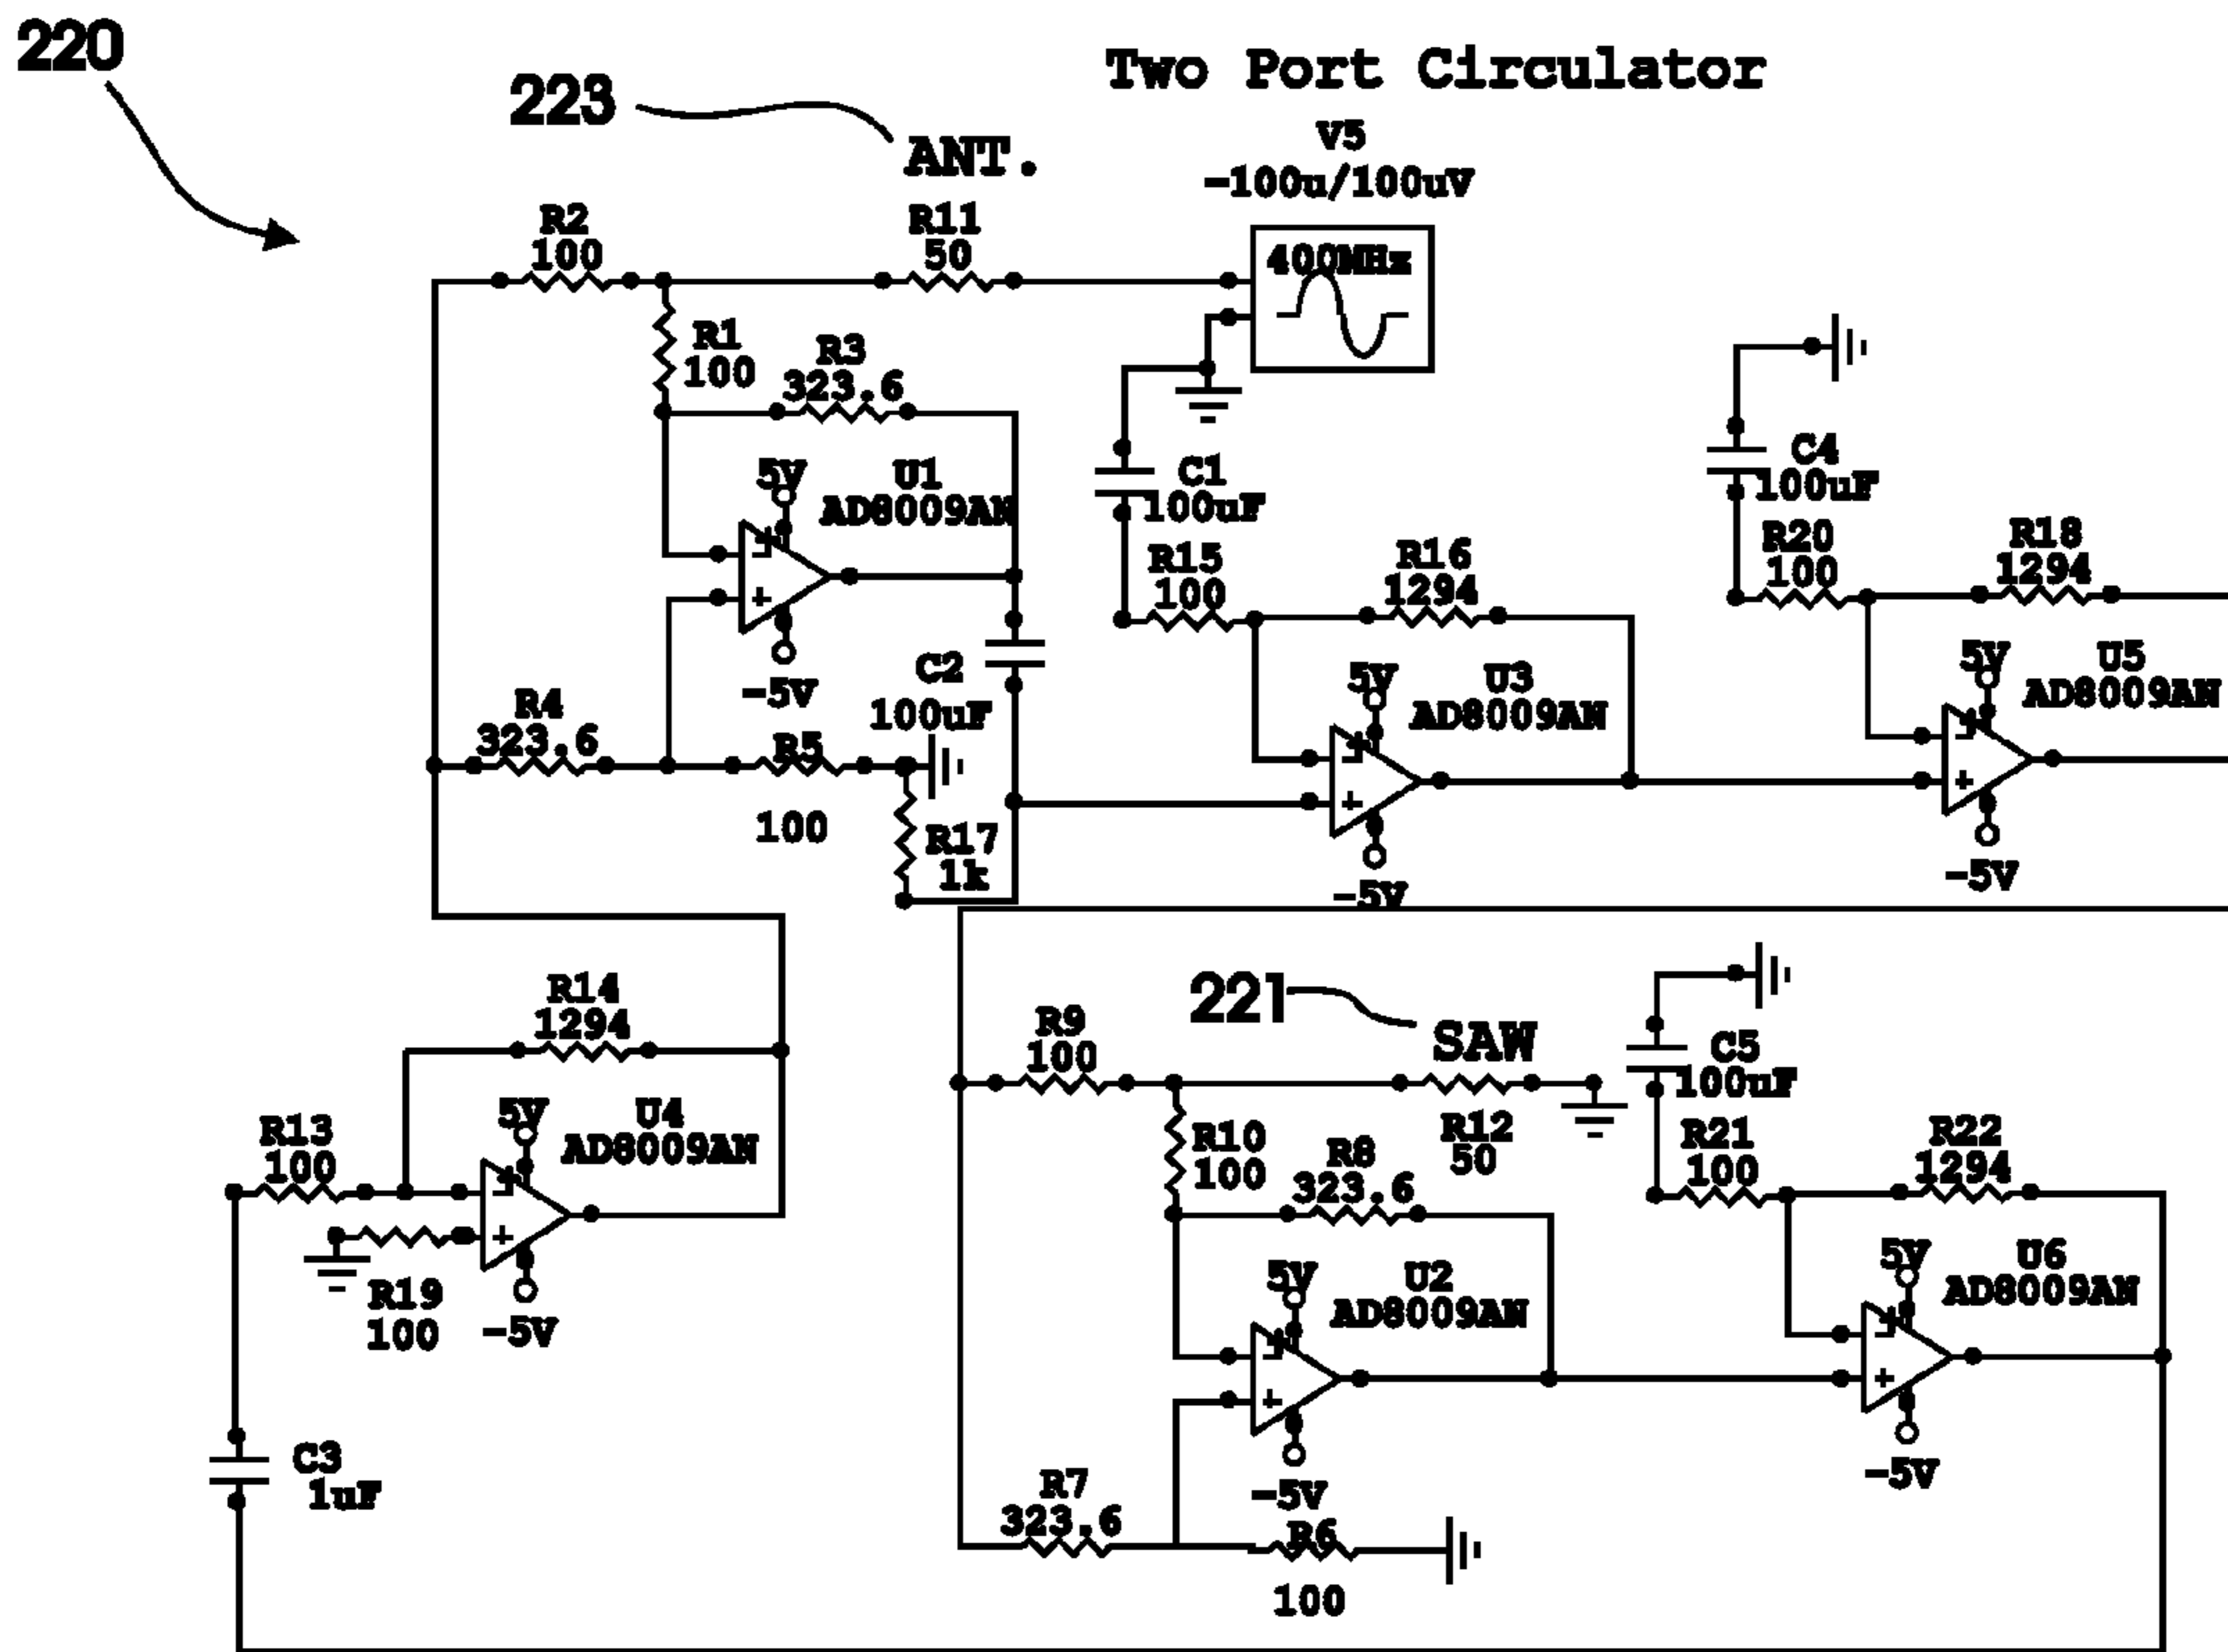 220
223
ANT.
Two Port Circulator
V5
-100u/100uV
400MHz
R2
100
R11
50
R1
100
R3
323.6
5V
U1
AD8009AN
-
+
-5V
C1
100uF
C4
100uF
R15
100
R16
1294
R20
100
R18
1294
R4
323.6
R5
100
C2
100uF
R17
1k
5V
U3
AD8009AN
-
+
-5V
5V
U5
AD8009AN
-
+
-5V
R14
1294
R13
100
5V
U4
AD8009AN
-
+
-5V
R19
100
C3
1uF
221
SAW
R9
100
R10
100
R8
323.6
R12
50
C5
100uF
R21
100
R22
1294
5V
U2
AD8009AN
-
+
-5V
5V
U6
AD8009AN
-
+
-5V
R7
323.6
R6
100